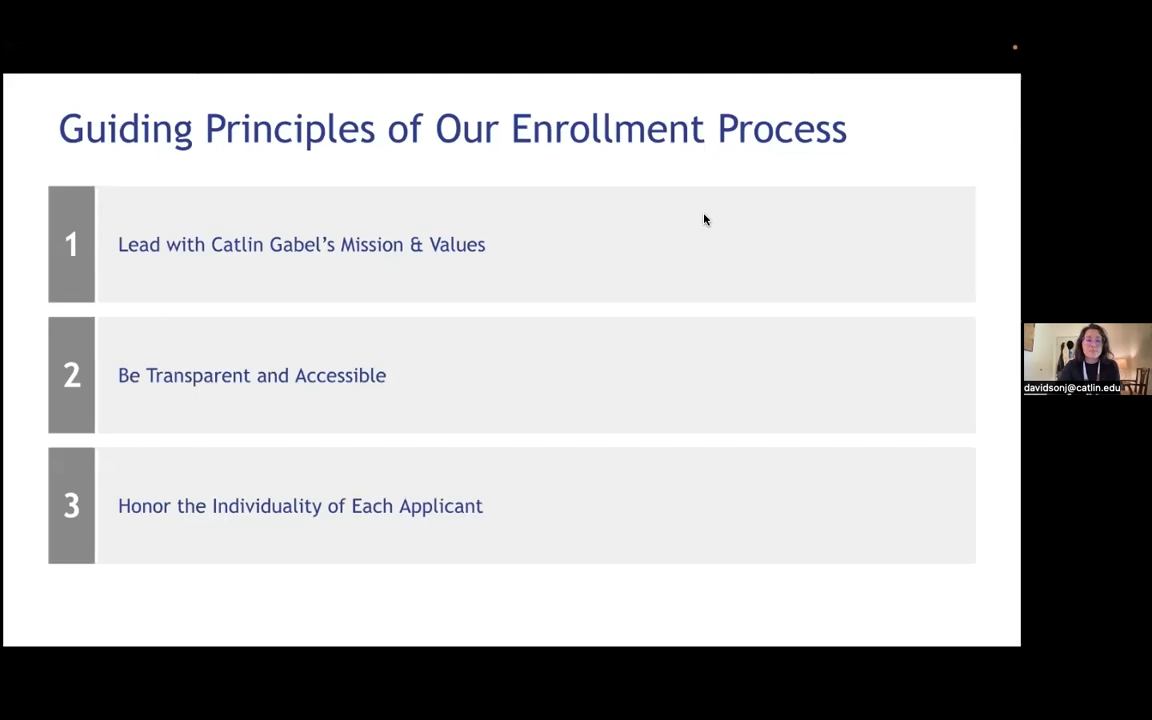 Guiding Principles of Our Enrollment Process
1
Lead with Catlin Gabel’s Mission & Values
2
Be Transparent and Accessible
3
Honor the Individuality of Each Applicant
davidsonj@catlin.edu